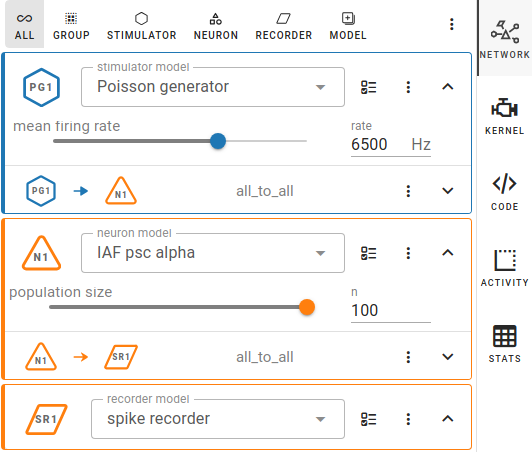 ALL GROUP STIMULATOR NEURON RECORDER MODEL
NETWORK
KERNEL
CODE
ACTIVITY
STATS
stimulator model
PG1 Poisson generator
mean firing rate
rate
6500 Hz
PG1 N1 all_to_all
neuron model
N1 IAF psc alpha
population size
n
100
N1 SR1 all_to_all
recorder model
SR1 spike recorder